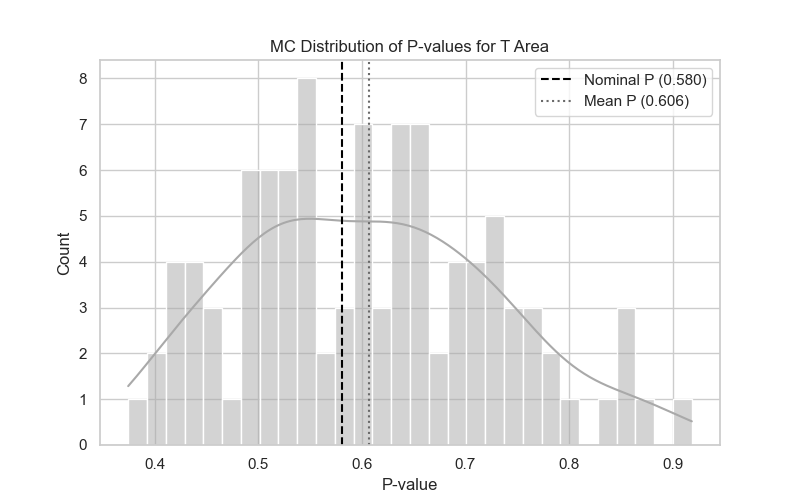 MC Distribution of P-values for T Area
Nominal P (0.580)
Mean P (0.606)
8
7
6
5
4
3
2
1
0
Count
0.4 0.5 0.6 0.7 0.8 0.9
P-value